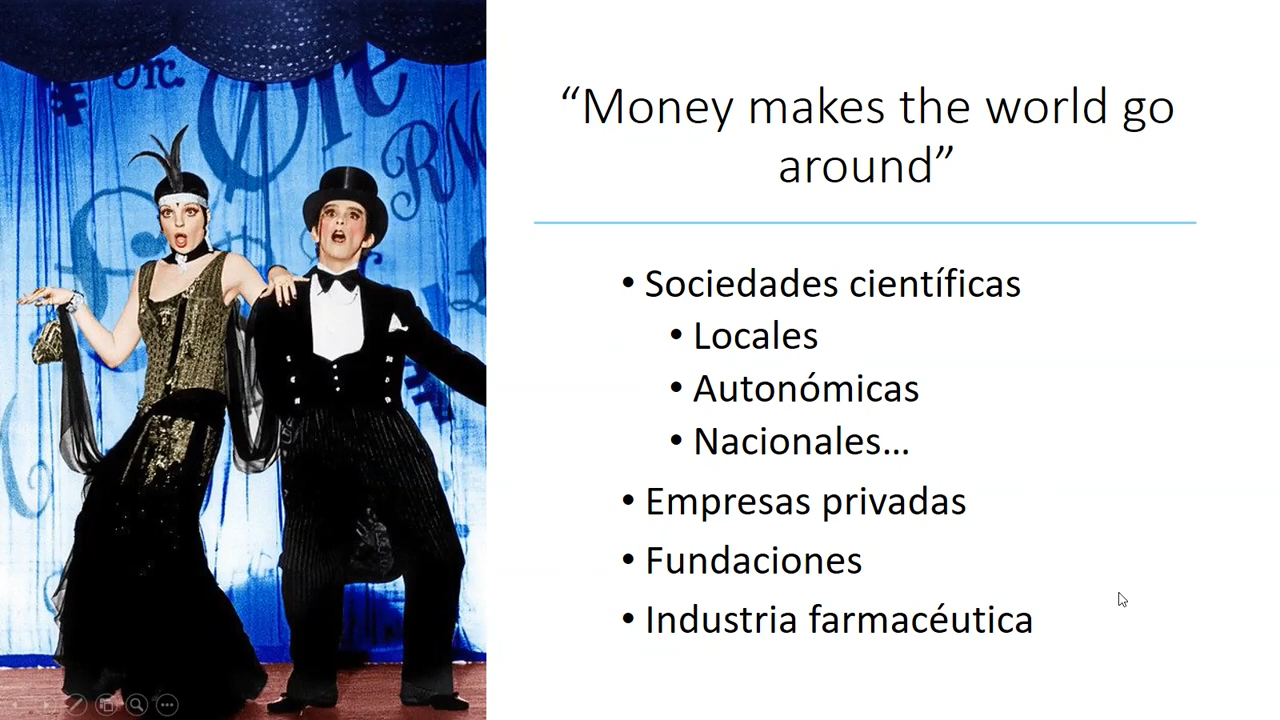 “Money makes the world go
around”
• Sociedades científicas
• Locales
• Autonómicas
• Nacionales...
• Empresas privadas
• Fundaciones
• Industria farmacéutica